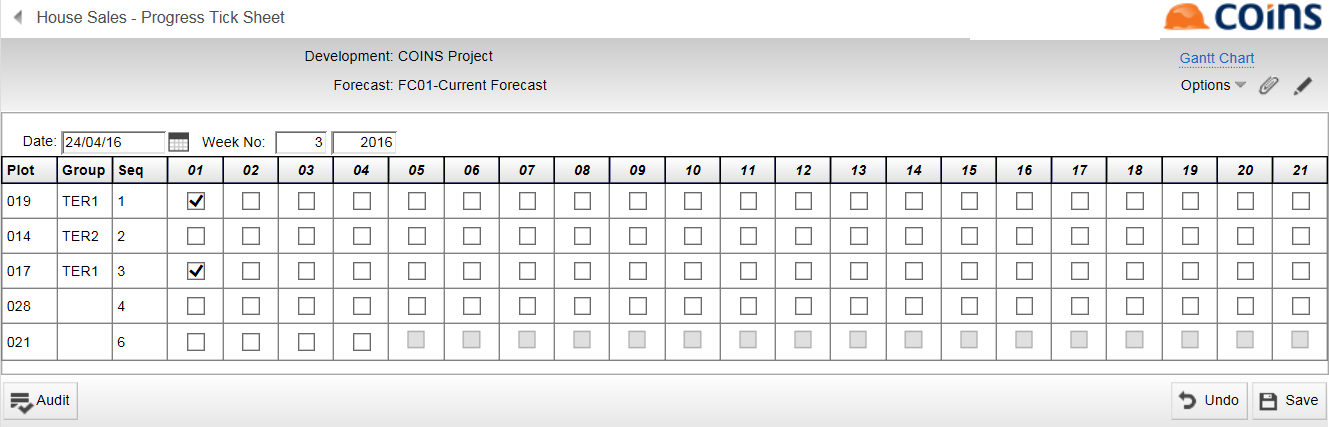 House Sales - Progress Tick Sheet
coins
Development: COINS Project
Gantt Chart
Forecast: FC01-Current Forecast
Options
Date: 24/04/16 Week No: 3 2016
Plot Group Seq 01 02 03 04 05 06 07 08 09 10 11 12 13 14 15 16 17 18 19 20 21
019 TER1 1
014 TER2 2
017 TER1 3
028 4
021 6
Audit Undo Save